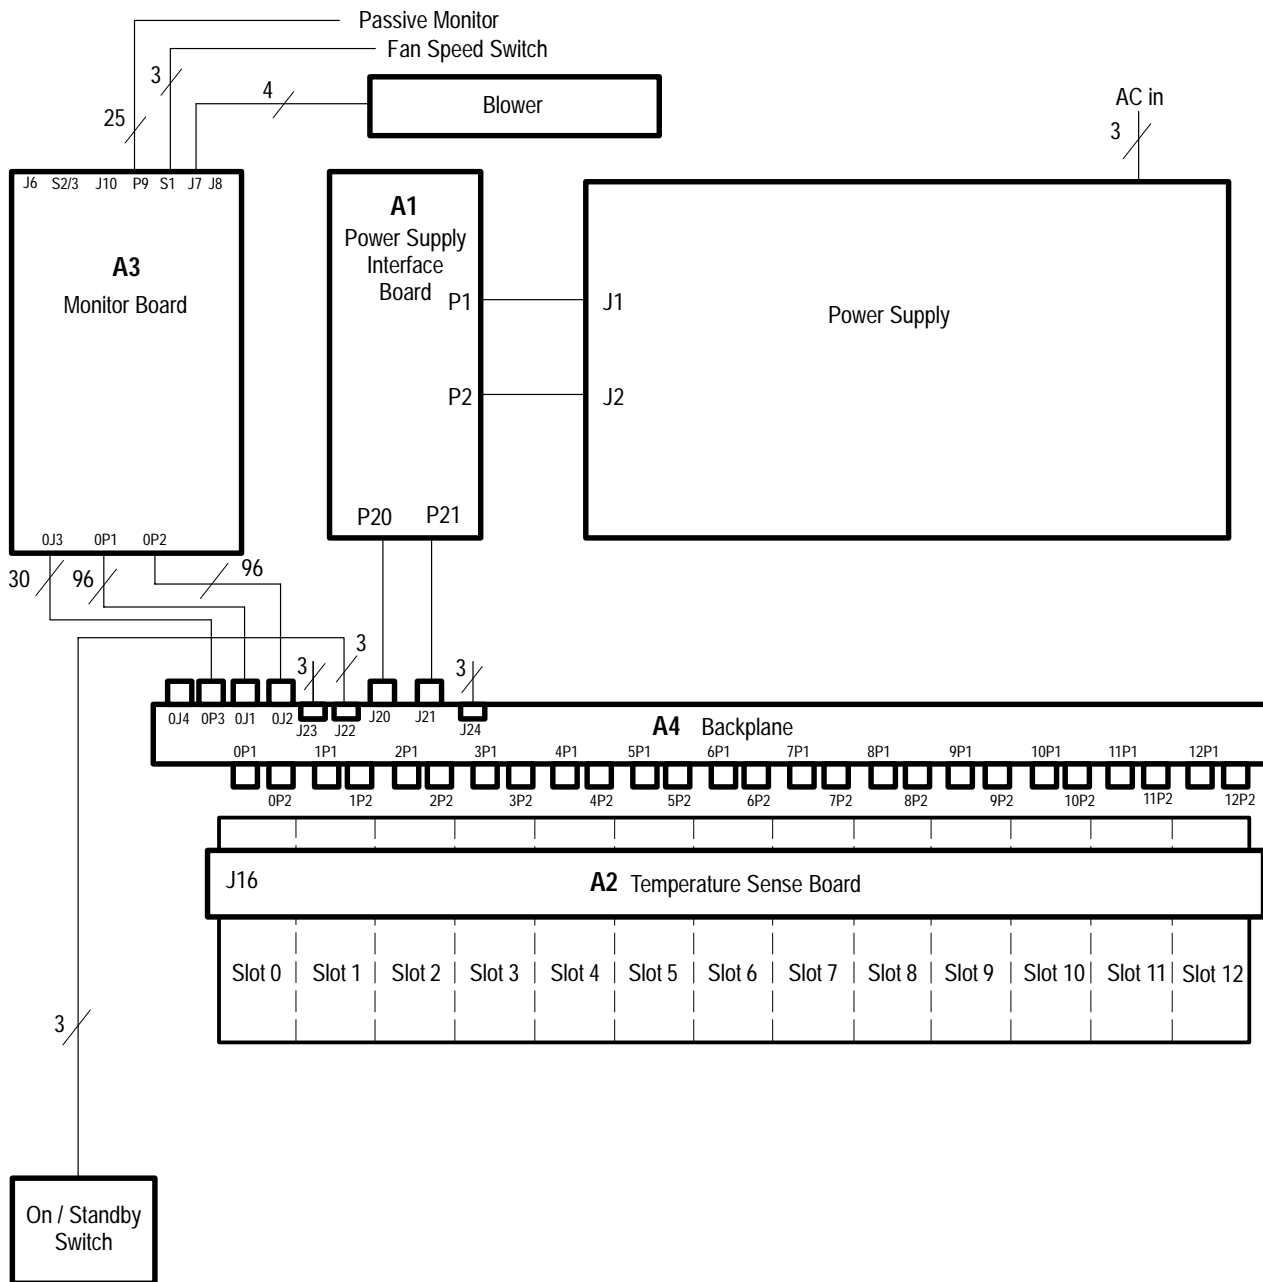 Passive Monitor
Fan Speed Switch
3
4
Blower
AC in
25
3
J6 S2/3 J10 P9 S1 J7 J8
A1
Power Supply
Interface
Board
A3
Monitor Board
P1
J1
Power Supply
P2
J2
P20
P21
0J3 0P1 0P2
30
96
96
3
3
3
0J4 0P3 0J1 0J2 J23 J22 J20 J21 J24
A4 Backplane
0P1 1P1 2P1 3P1 4P1 5P1 6P1 7P1 8P1 9P1 10P1 11P1 12P1
0P2 1P2 2P2 3P2 4P2 5P2 6P2 7P2 8P2 9P2 10P2 11P2 12P2
J16
A2 Temperature Sense Board
Slot 0 Slot 1 Slot 2 Slot 3 Slot 4 Slot 5 Slot 6 Slot 7 Slot 8 Slot 9 Slot 10 Slot 11 Slot 12
3
On / Standby
Switch